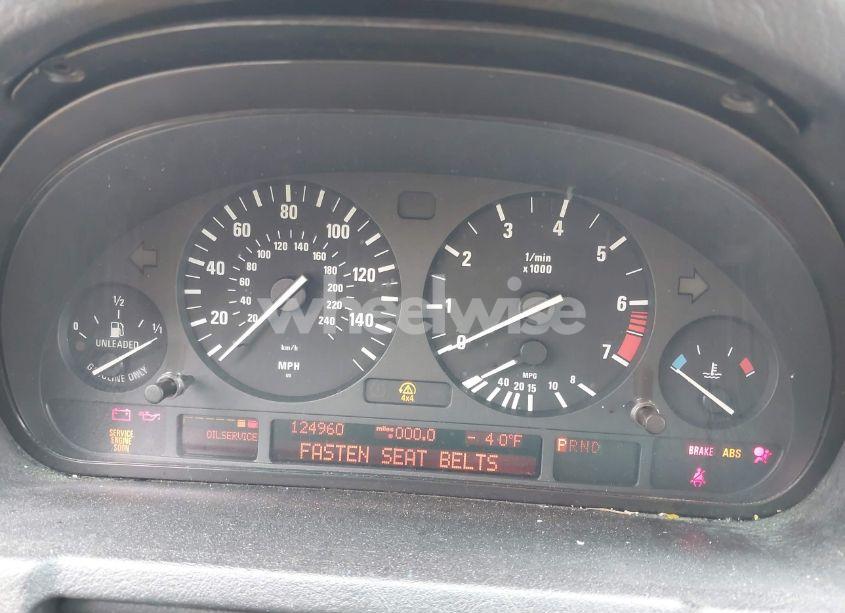 80
60 100
40 120
20 140
120 140
100 160
80 180
60 200
40 220
20 240
km/h
MPH
4
3 5
2 6
1 7
0
1/min
x1000
MPG
40 20 15 10 8
1/2
0 1/1
UNLEADED
GASOLINE ONLY
4x4
wheelwise
SERVICE
ENGINE
SOON
OILSERVICE
124960 miles 000.0 - 40°F
FASTEN SEAT BELTS
PRND
BRAKE ABS